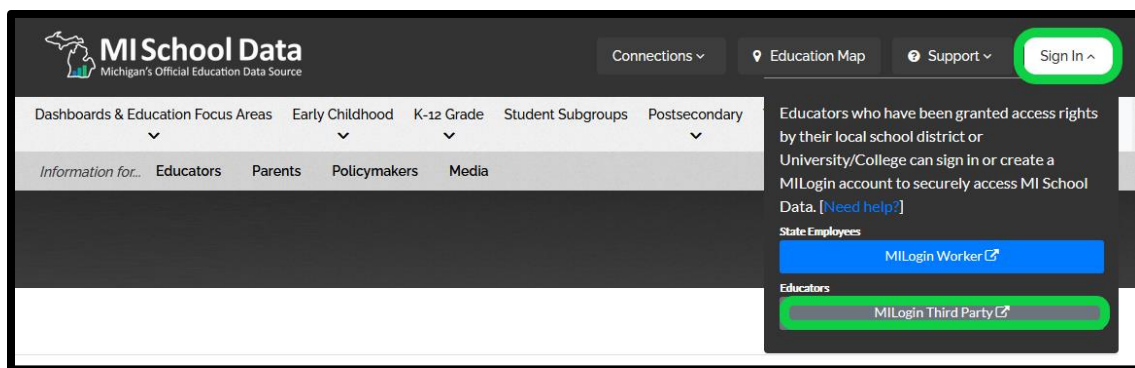 MI School Data
Michigan's Official Education Data Source
Connections
Education Map
Support
Sign In
Dashboards & Education Focus Areas
Early Childhood
K-12 Grade
Student Subgroups
Postsecondary
Information for...
Educators
Parents
Policymakers
Media
Educators who have been granted access rights
by their local school district or
University/College can sign in or create a
MILogin account to securely access MI School
Data. [Need help?]
State Employees
MILogin Worker
Educators
MILogin Third Party